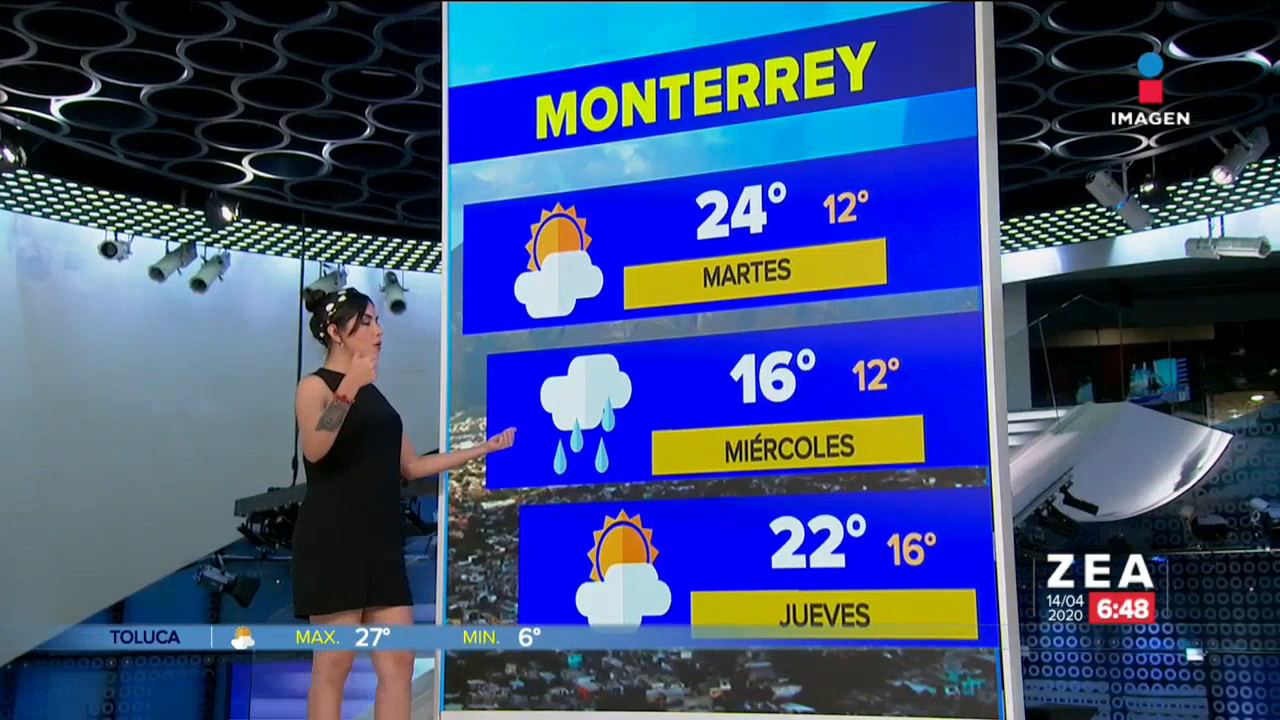 MONTERREY
IMAGEN
24° 12°
MARTES
16° 12°
MIÉRCOLES
22° 16°
JUEVES
ZEA
14/04
2020
6:48
TOLUCA MAX. 27° MIN. 6°